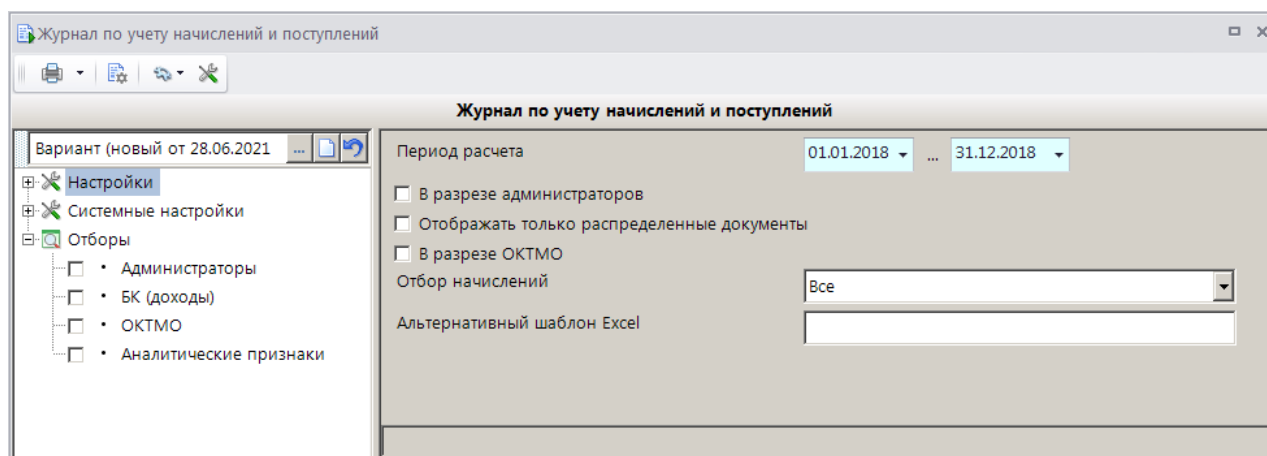 Журнал по учету начислений и поступлений
Журнал по учету начислений и поступлений
Вариант (новый от 28.06.2021 ...
Настройки
Системные настройки
Отборы
Администраторы
БК (доходы)
ОКТМО
Аналитические признаки
Период расчета 01.01.2018 ... 31.12.2018
В разрезе администраторов
Отображать только распределенные документы
В разрезе ОКТМО
Отбор начислений Все
Альтернативный шаблон Excel